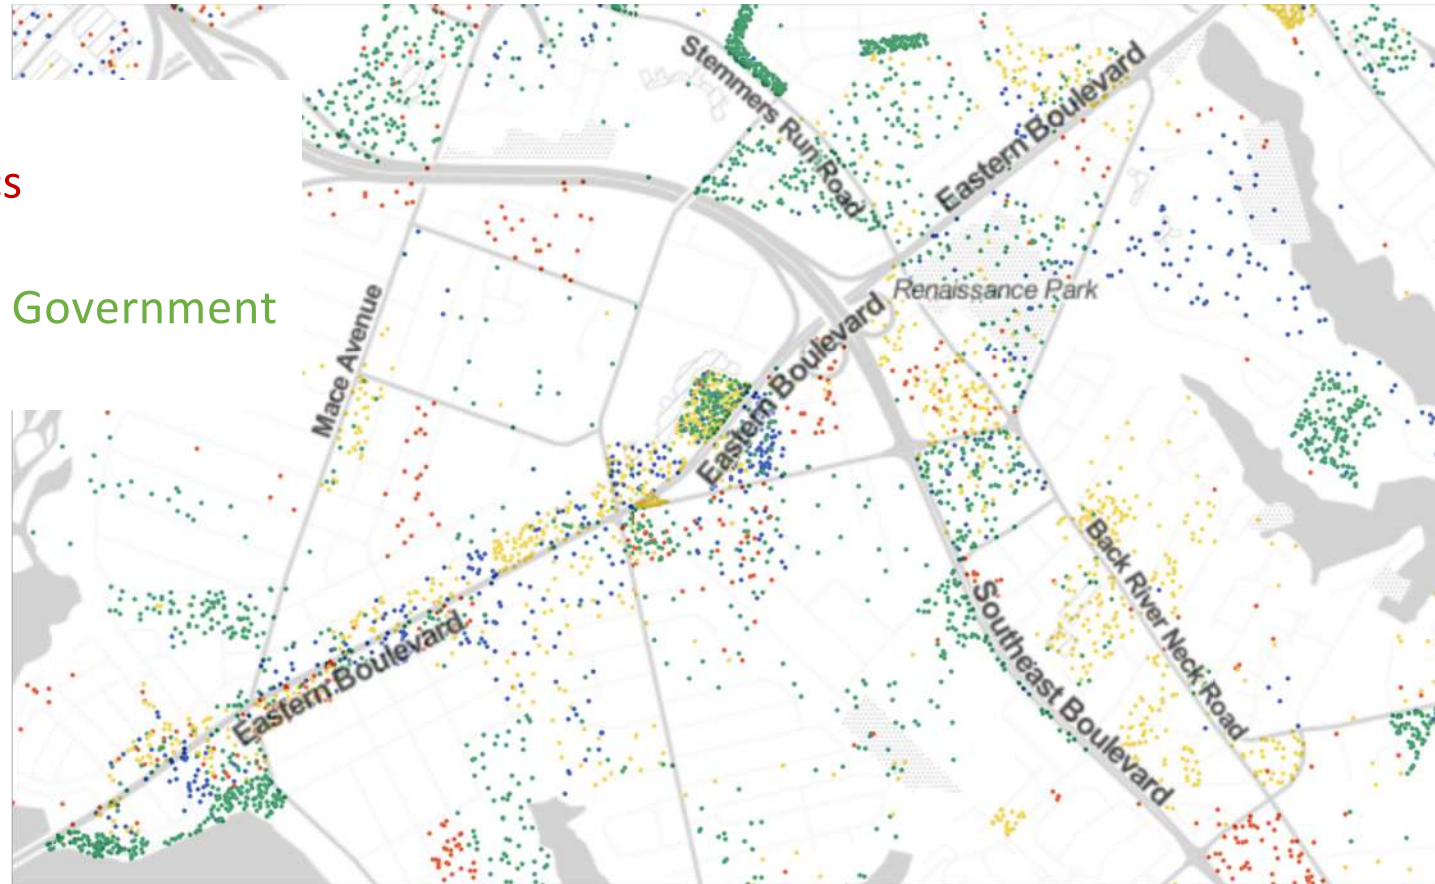 s
Government
Mace Avenue
Stemmers Run Road
Eastern Boulevard
Renaissance Park
Eastern Boulevard
Eastern Boulevard
Back River Neck Road
Southeast Boulevard